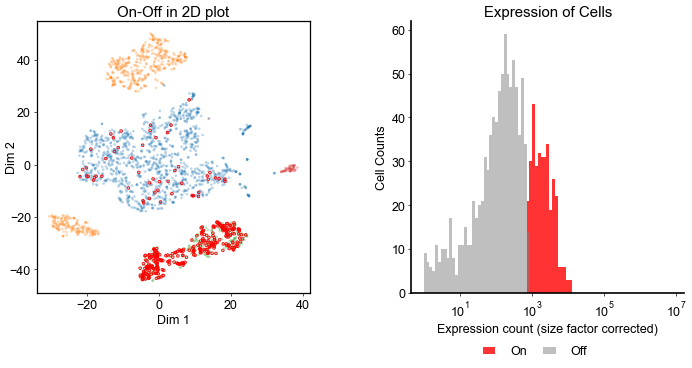 On-Off in 2D plot
40
20
0
−20
−40
Dim 2
−20
0
20
40
Dim 1
Expression of Cells
60
50
40
30
20
10
0
Cell Counts
10^1
10^3
10^5
10^7
Expression count (size factor corrected)
On
Off